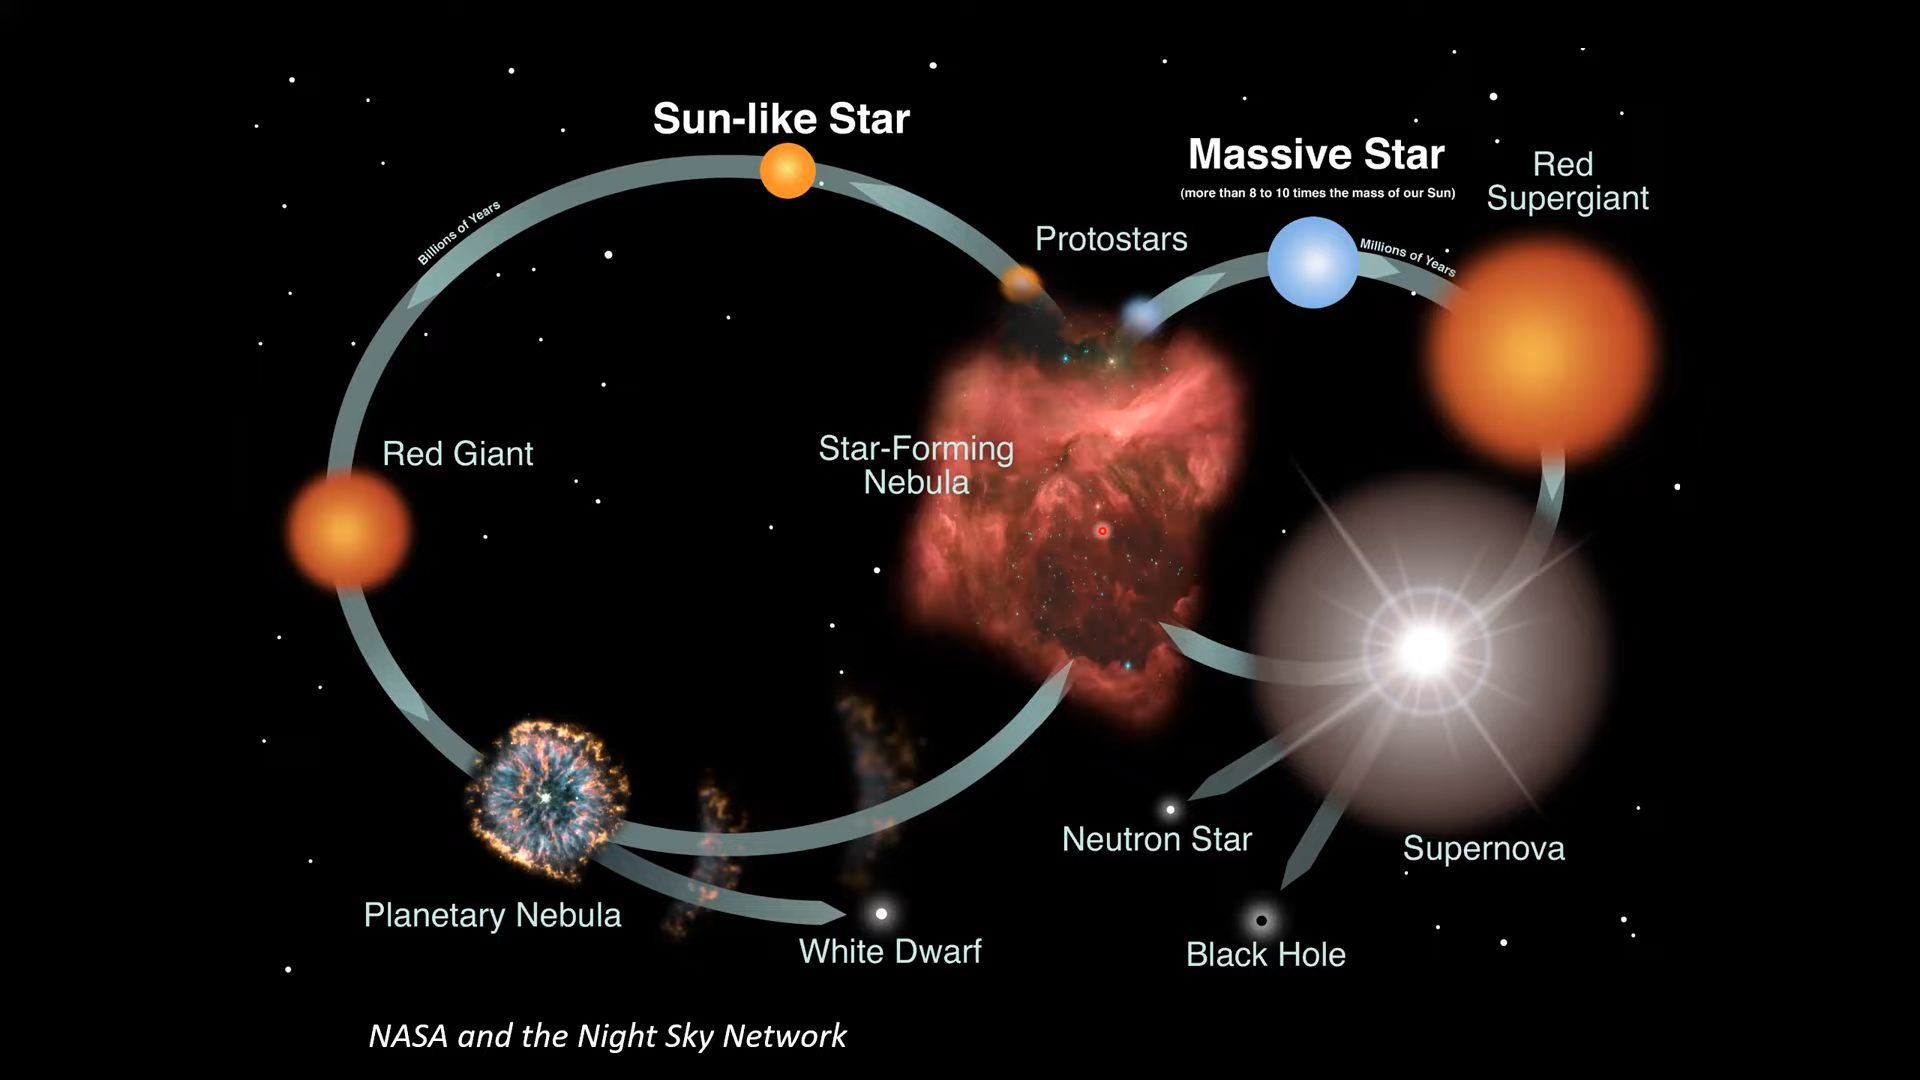 Sun-like Star
Massive Star
(more than 8 to 10 times the mass of our Sun)
Red
Supergiant
Protostars
Billions of Years
Millions of Years
Red Giant
Star-Forming
Nebula
Neutron Star
Supernova
Planetary Nebula
White Dwarf
Black Hole
NASA and the Night Sky Network